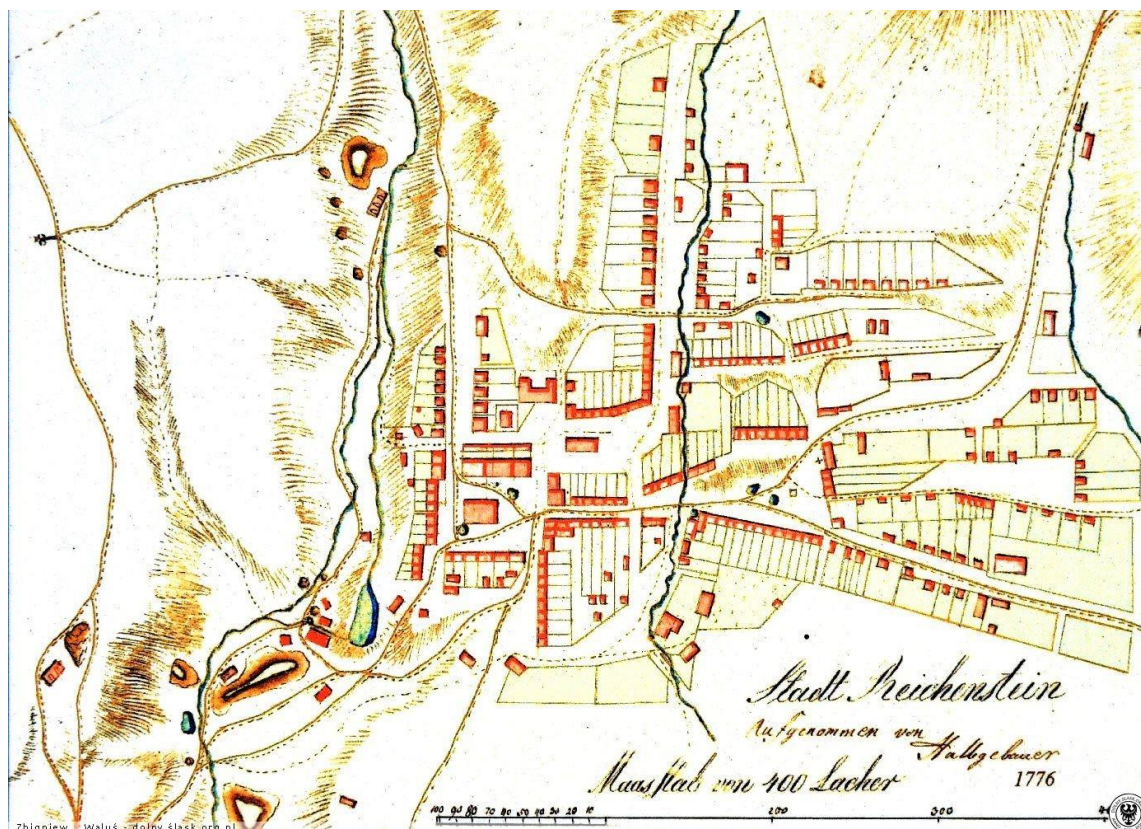 Stadt Reichenstein
Aufgenommen von
Halbgebauer
1776
Maasstab von 400 Lacher
100 90 80 70 60 50 40 30 20 10 200 300
Zbigniew Waluś - dolny.slask.org.pl